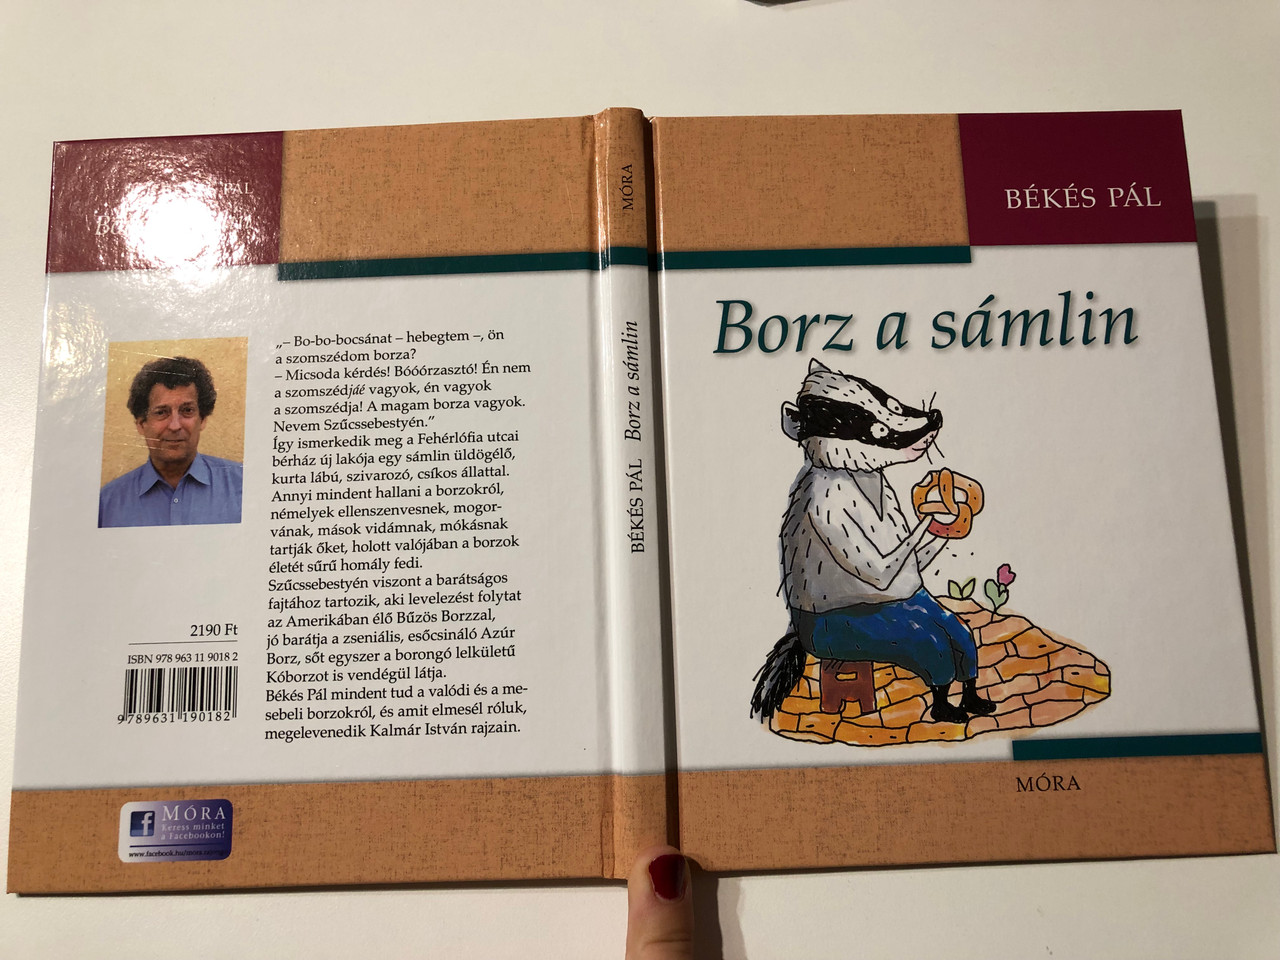 PÁL
„– Bo-bo-bocsánat – hebegtem –, ön
a szomszédom borza?
– Micsoda kérdés! Bóóórzasztó! Én nem
a szomszédjáé vagyok, én vagyok
a szomszédja! A magam borza vagyok.
Nevem Szűcssebestyén.”
Így ismerkedik meg a Fehérlófia utcai
bérház új lakója egy sámlin üldögélő,
kurta lábú, szivarozó, csíkos állattal.
Annyi mindent hallani a borzokról,
némelyek ellenszenvesnek, mogor-
vának, mások vidámnak, mókásnak
tartják őket, holott valójában a borzok
életét sűrű homály fedi.
Szűcssebestyén viszont a barátságos
fajtához tartozik, aki levelezést folytat
az Amerikában élő Bűzös Borzzal,
jó barátja a zseniális, esőcsináló Azúr
Borz, sőt egyszer a borongó lelkületű
Kóborzot is vendégül látja.
Békés Pál mindent tud a valódi és a me-
sebeli borzokról, és amit elmesél róluk,
megelevenedik Kalmár István rajzain.
2190 Ft
ISBN 978 963 11 9018 2
9 789631 190182
f MÓRA
Keress minket
a Facebookon!
MÓRA
Borz a sámlin
BÉKÉS PÁL
BÉKÉS PÁL
Borz a sámlin
MÓRA